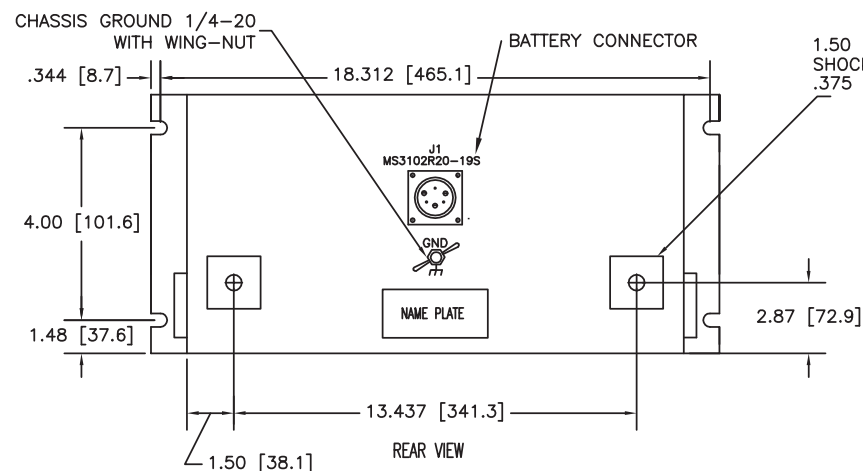 CHASSIS GROUND 1/4-20
WITH WING-NUT
BATTERY CONNECTOR
1.50
SHOCK
.375
.344 [8.7]
18.312 [465.1]
J1
MS3102R20-19S
4.00 [101.6]
GND
NAME PLATE
1.48 [37.6]
2.87 [72.9]
13.437 [341.3]
1.50 [38.1]
REAR VIEW